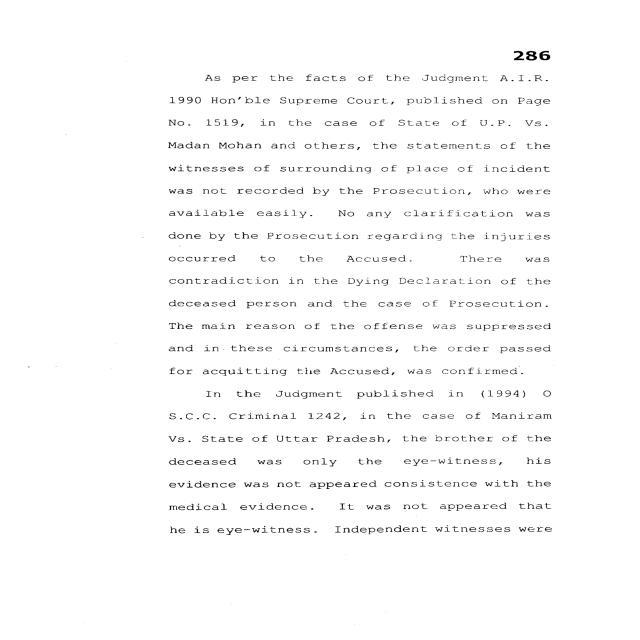 286
As per the facts of the Judgment A.I.R.
1990 Hon'ble Supreme Court, published on Page
No. 1519, in the case of State of U.P. Vs.
Madan Mohan and others, the statements of the
witnesses of surrounding of place of incident
was not recorded by the Prosecution, who were
available easily. No any clarification was
done by the Prosecution regarding the injuries
occurred to the Accused. There was
contradiction in the Dying Declaration of the
deceased person and the case of Prosecution.
The main reason of the offense was suppressed
and in these circumstances, the order passed
for acquitting the Accused, was confirmed.
In the Judgment published in (1994) O
S.C.C. Criminal 1242, in the case of Maniram
Vs. State of Uttar Pradesh, the brother of the
deceased was only the eye-witness, his
evidence was not appeared consistence with the
medical evidence. It was not appeared that
he is eye-witness. Independent witnesses were